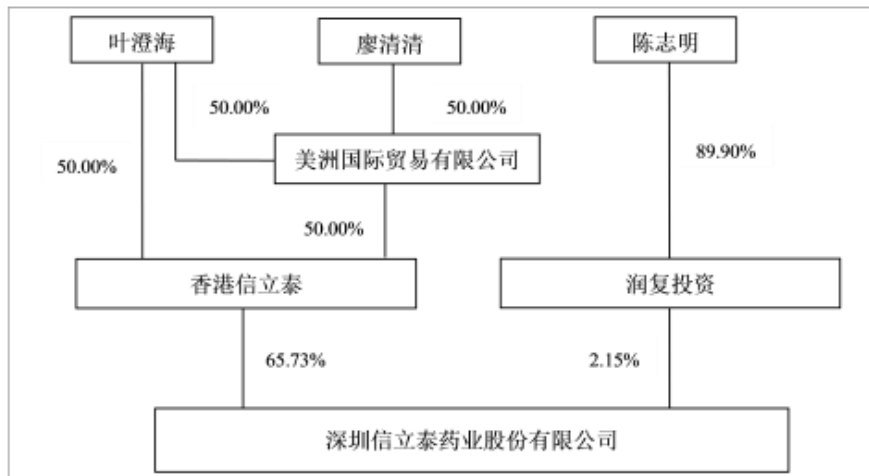 叶澄海
廖清清
陈志明
50.00%
50.00%
50.00%
美洲国际贸易有限公司
89.90%
50.00%
香港信立泰
润复投资
65.73%
2.15%
深圳信立泰药业股份有限公司